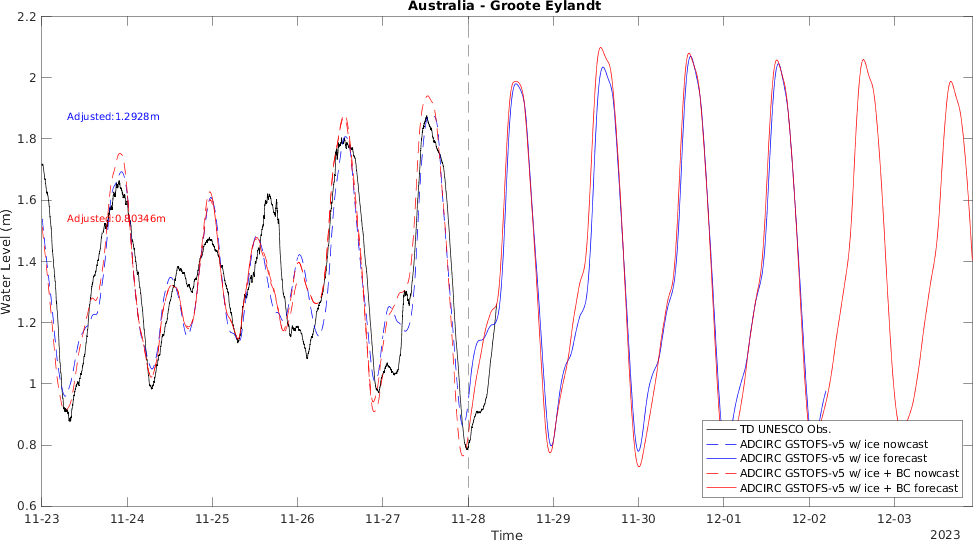 Australia - Groote Eylandt
2.2
2
1.8
1.6
1.4
1.2
1
0.8
0.6
Water Level (m)
Adjusted:1.2928m
Adjusted:0.80346m
TD UNESCO Obs.
ADCIRC GSTOFS-v5 w/ ice nowcast
ADCIRC GSTOFS-v5 w/ ice forecast
ADCIRC GSTOFS-v5 w/ ice + BC nowcast
ADCIRC GSTOFS-v5 w/ ice + BC forecast
11-23 11-24 11-25 11-26 11-27 11-28 11-29 11-30 12-01 12-02 12-03
Time
2023